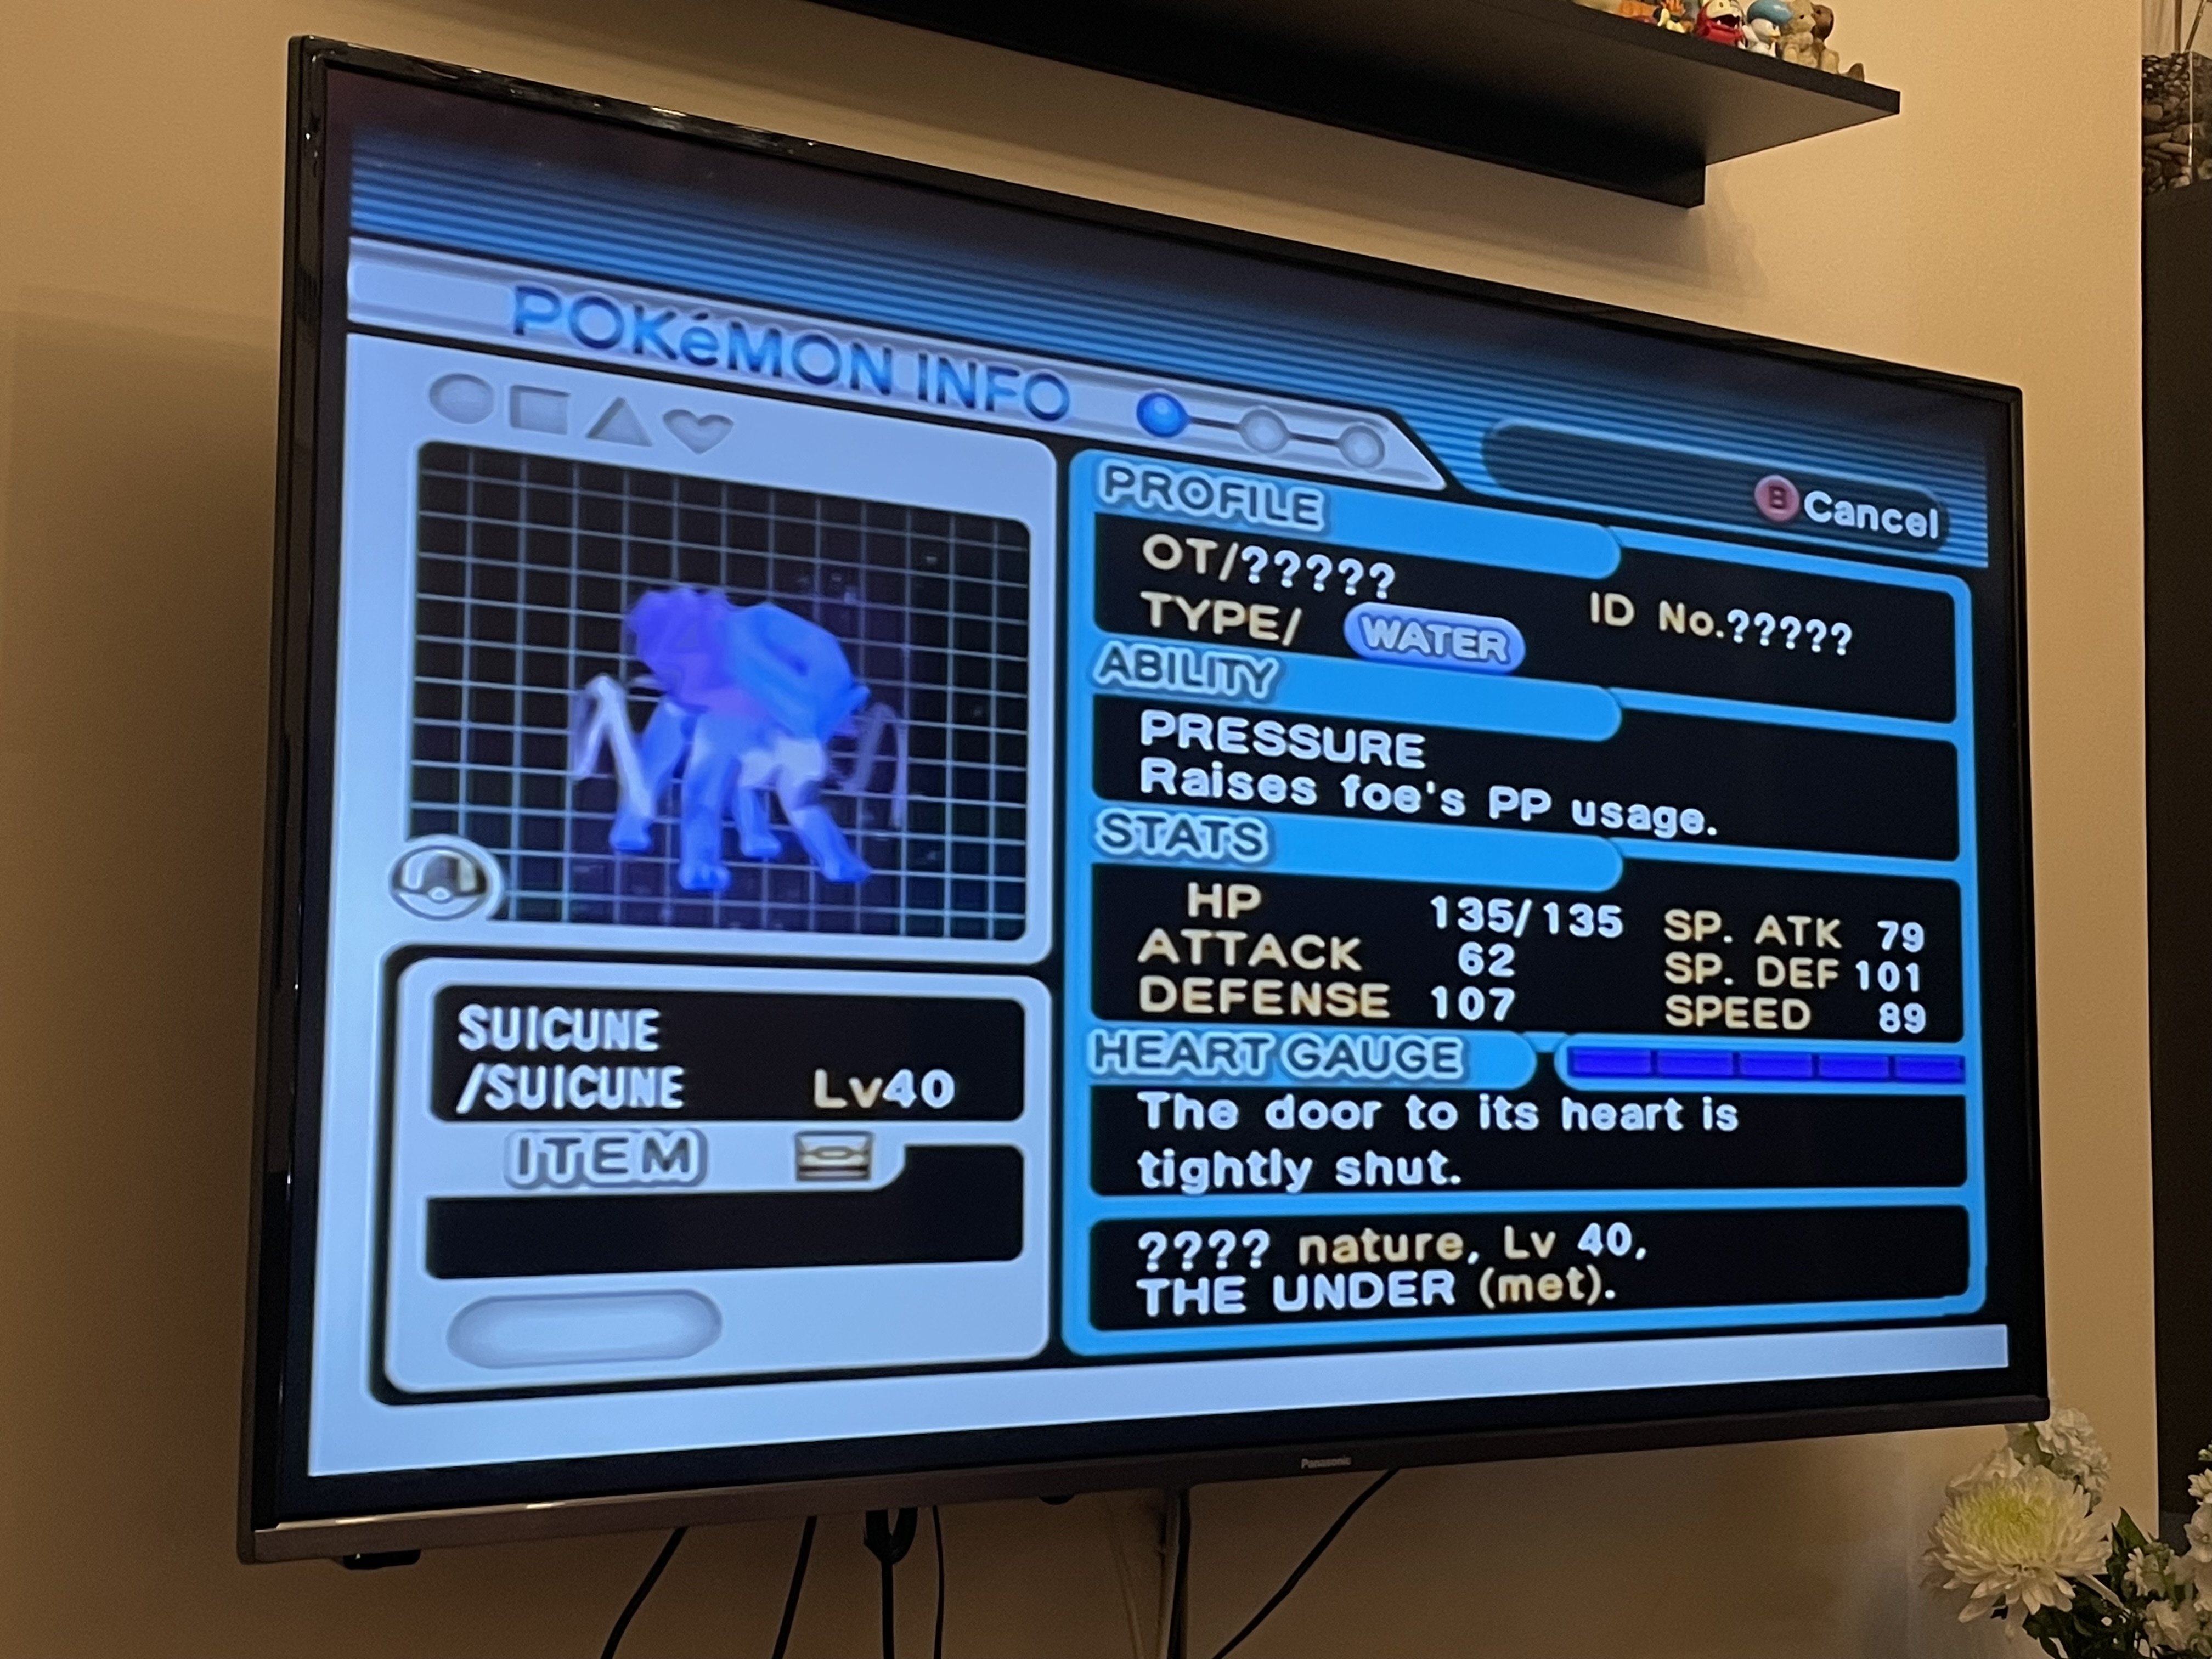 POKéMON INFO
B Cancel
PROFILE
OT/?????
ID No.?????
TYPE/ WATER
ABILITY
PRESSURE
Raises foe's PP usage.
STATS
HP 135/135 SP. ATK 79
ATTACK 62 SP. DEF 101
DEFENSE 107 SPEED 89
HEART GAUGE
The door to its heart is
tightly shut.
???? nature, Lv 40,
THE UNDER (met).
SUICUNE
/SUICUNE Lv40
ITEM
Panasonic